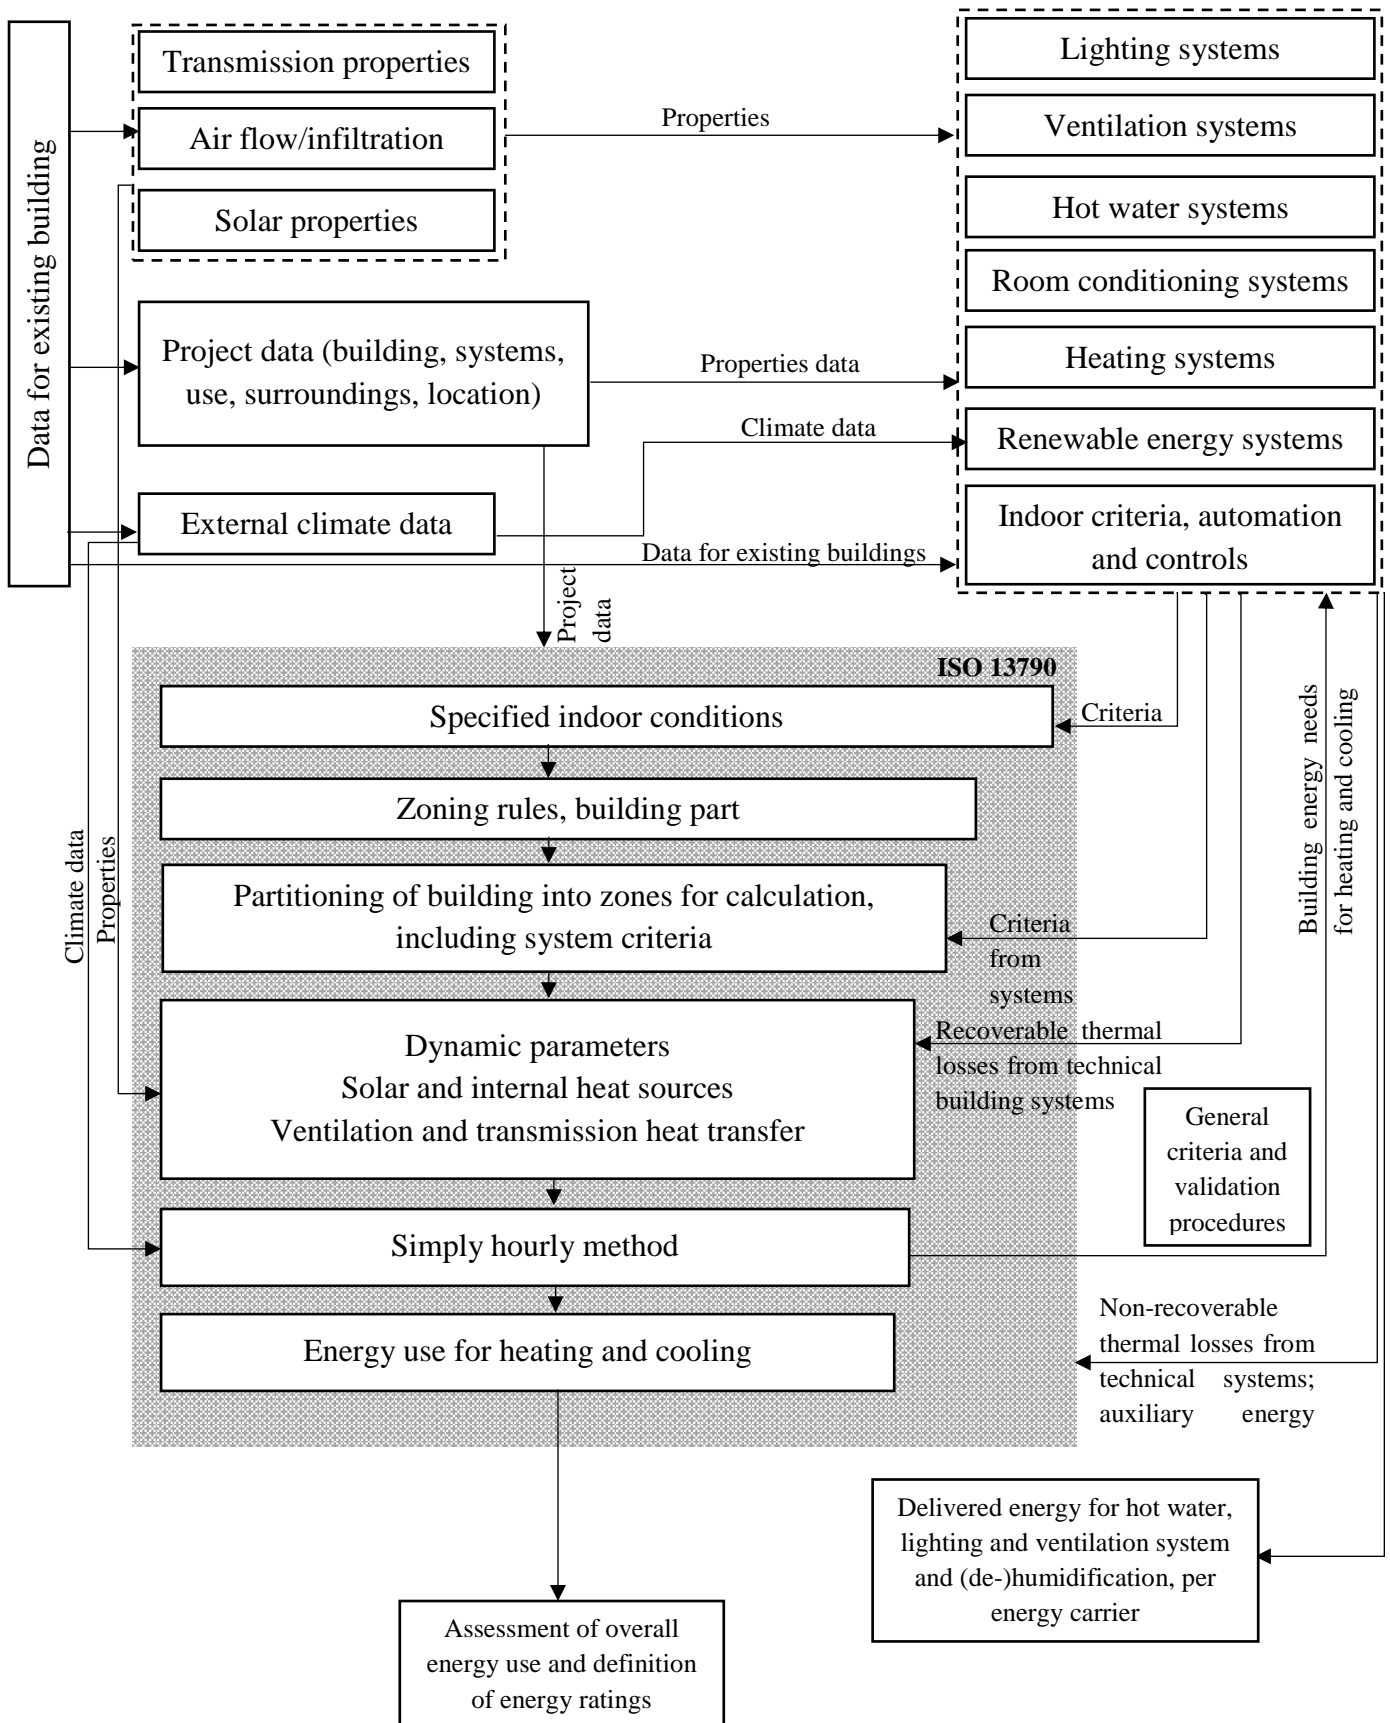 Data for existing building
Transmission properties
Air flow/infiltration
Solar properties
Properties
Lighting systems
Ventilation systems
Hot water systems
Room conditioning systems
Heating systems
Renewable energy systems
Indoor criteria, automation
and controls
Project data (building, systems,
use, surroundings, location)
Properties data
Climate data
External climate data
Data for existing buildings
Project
data
ISO 13790
Specified indoor conditions
Criteria
Building energy needs
for heating and cooling
Zoning rules, building part
Climate data
Properties
Partitioning of building into zones for calculation,
including system criteria
Criteria
from
systems
Dynamic parameters
Solar and internal heat sources
Ventilation and transmission heat transfer
Recoverable thermal
losses from technical
building systems
General
criteria and
validation
procedures
Simply hourly method
Energy use for heating and cooling
Non-recoverable
thermal losses from
technical systems;
auxiliary energy
Delivered energy for hot water,
lighting and ventilation system
and (de-)humidification, per
energy carrier
Assessment of overall
energy use and definition
of energy ratings